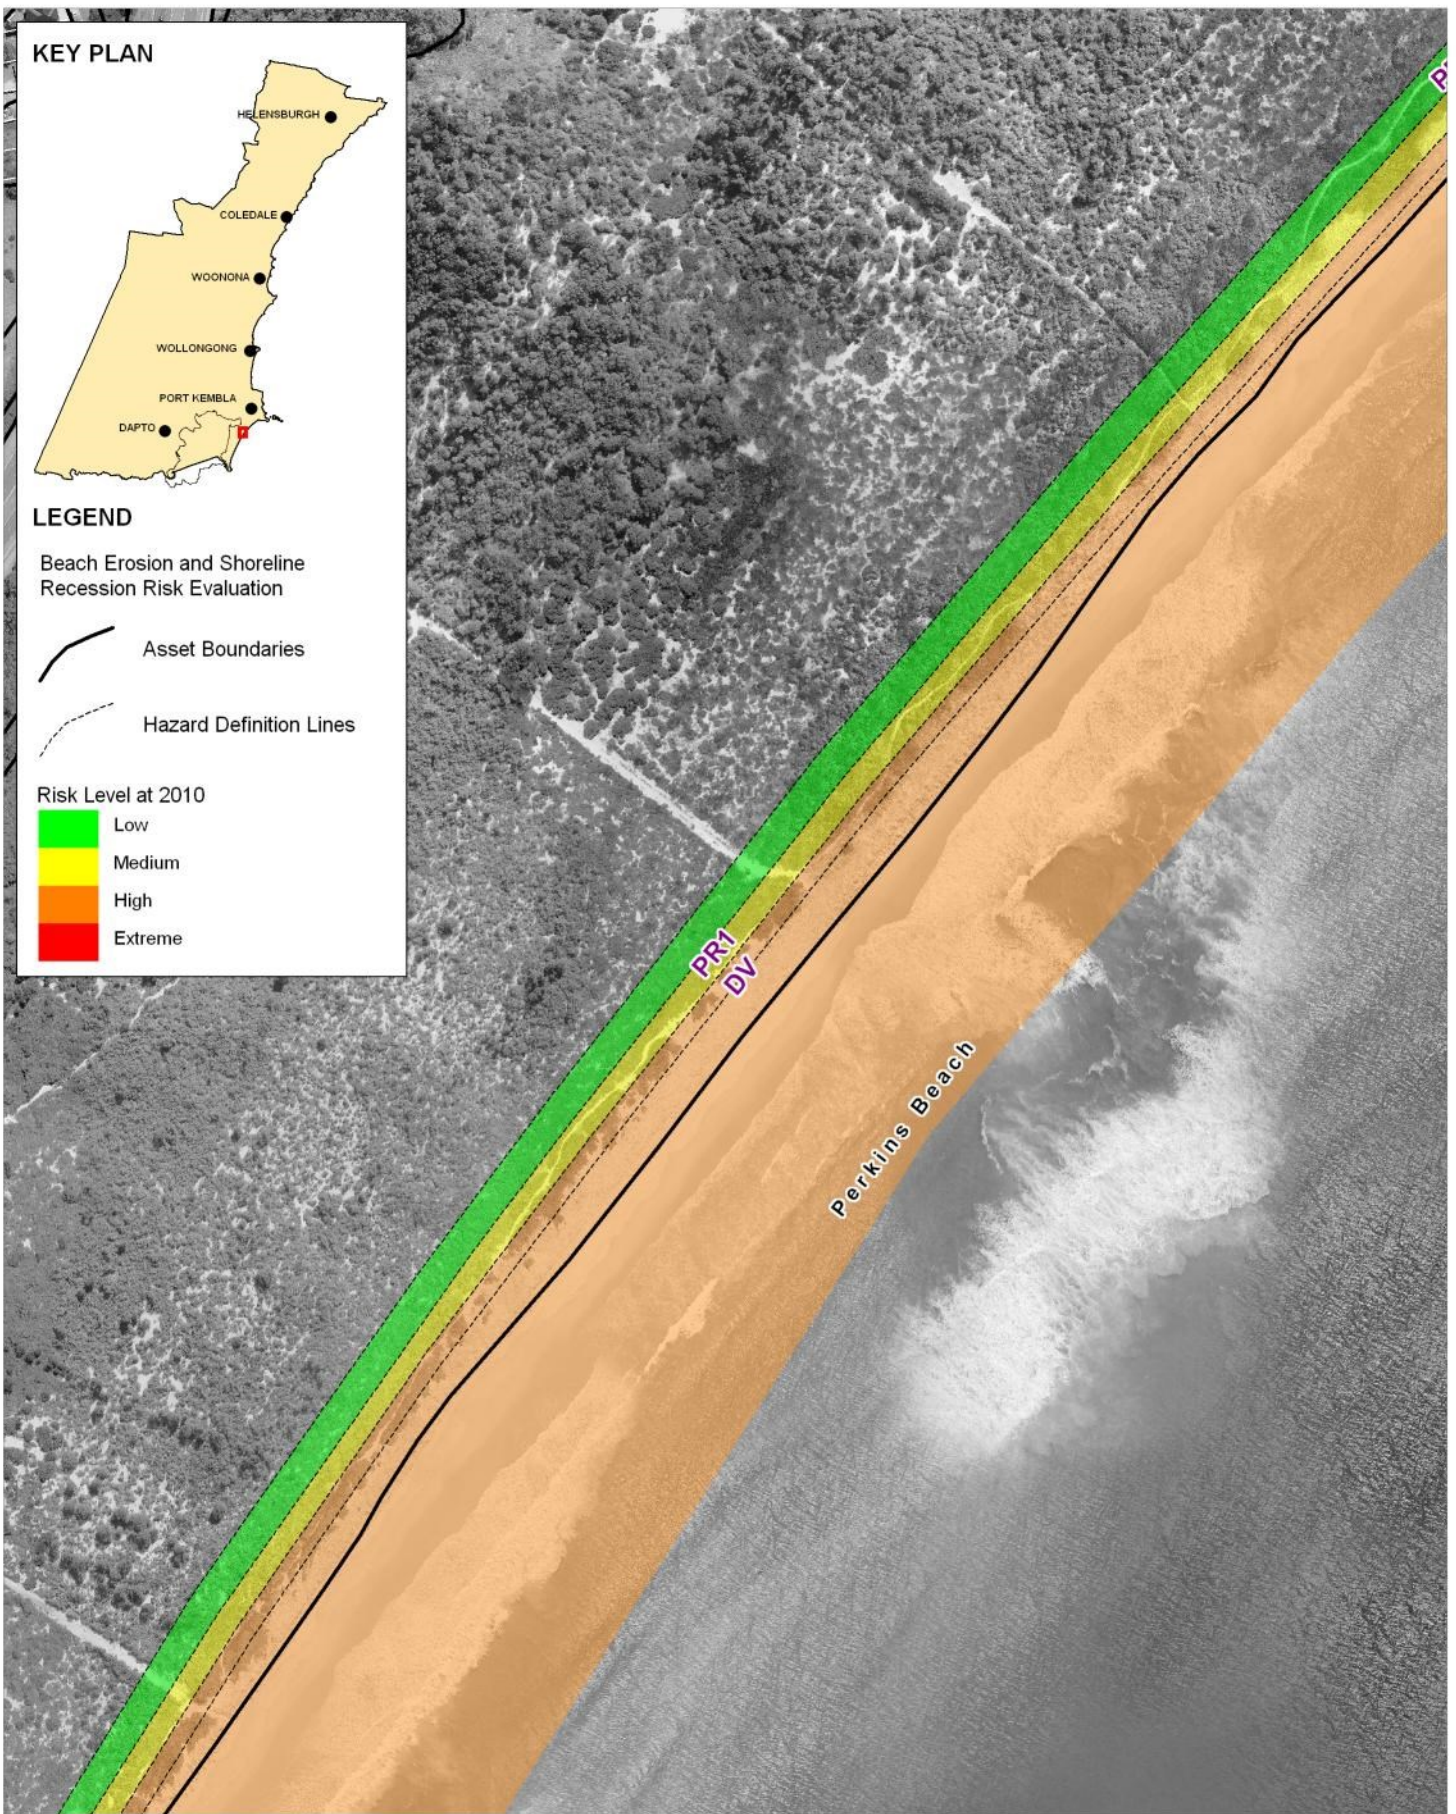 KEY PLAN
HELENSBURGH
COLEDALE
WOONONA
WOLLONGONG
PORT KEMBLA
DAPTO
LEGEND
Beach Erosion and Shoreline
Recession Risk Evaluation
Asset Boundaries
Hazard Definition Lines
Risk Level at 2010
Low
Medium
High
Extreme
PR1
DV
Perkins Beach